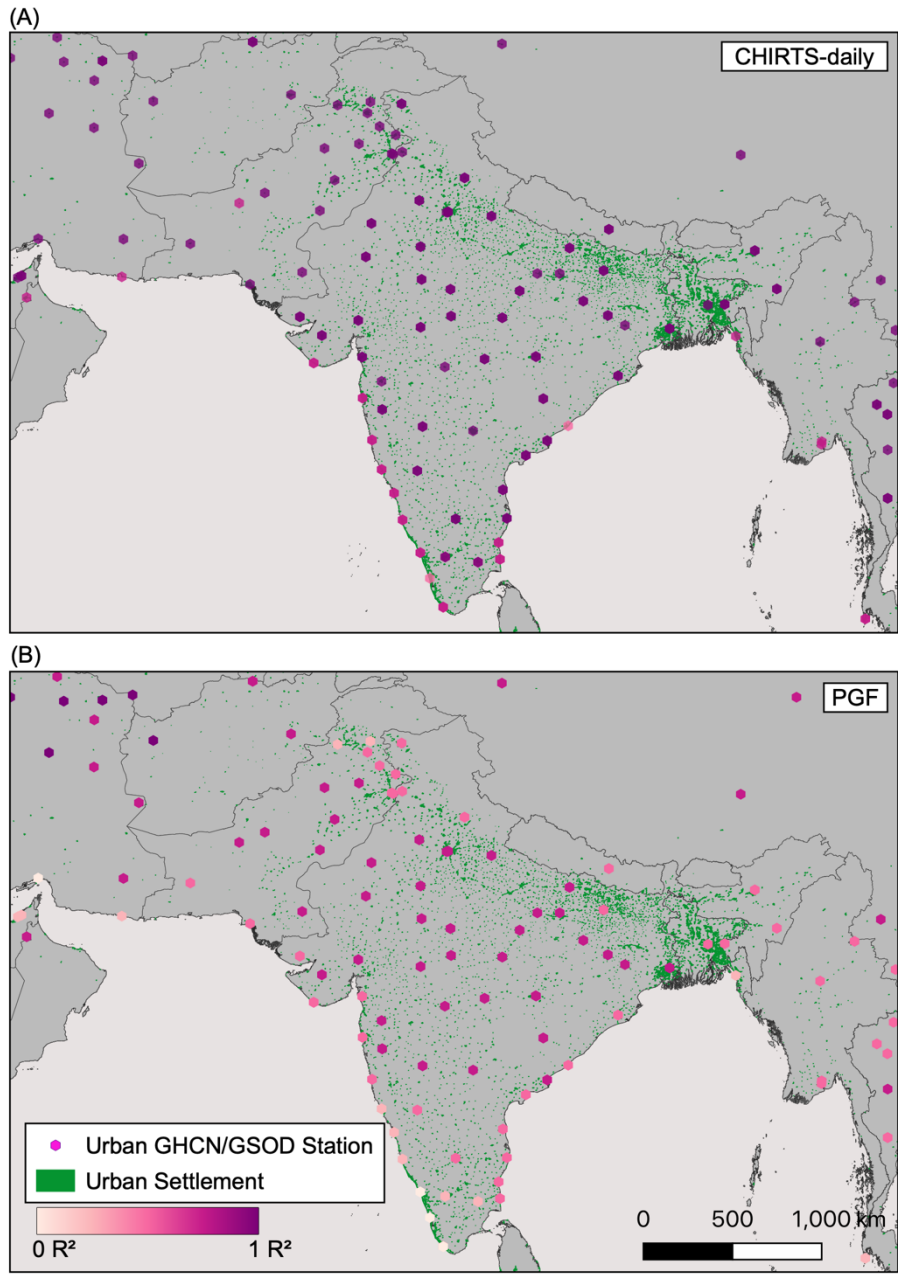 (A)
CHIRTS-daily
(B)
PGF
Urban GHCN/GSOD Station
Urban Settlement
0 R² 1 R²
0 500 1,000 km